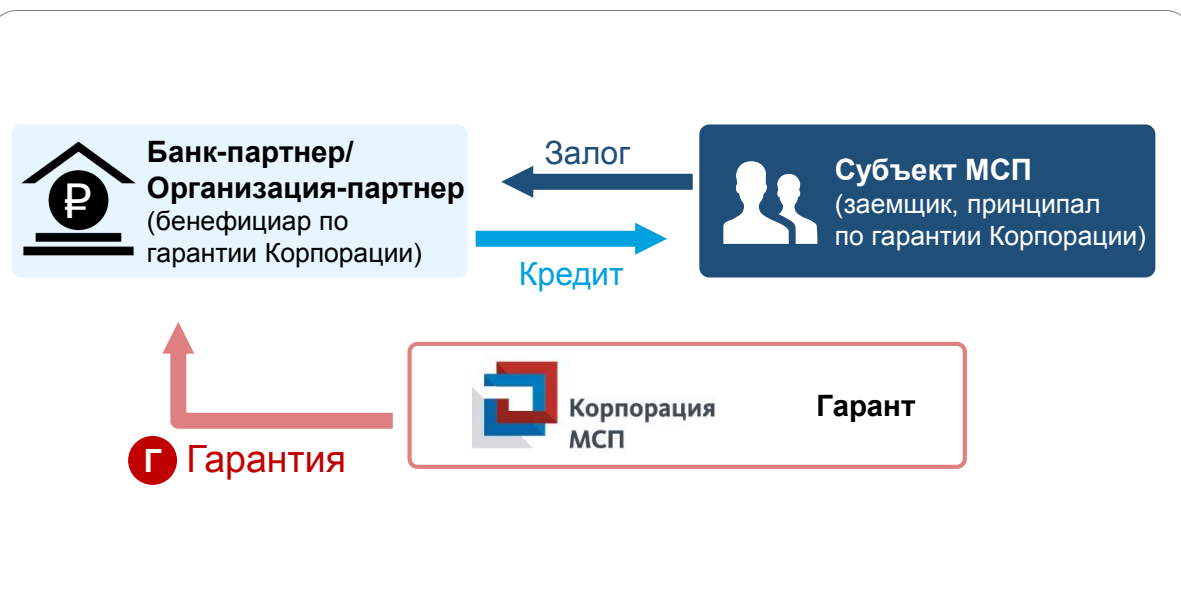 Банк-партнер/
Организация-партнер
(бенефициар по
гарантии Корпорации)
₽
Залог
Кредит
Субъект МСП
(заемщик, принципал
по гарантии Корпорации)
Корпорация
МСП
Гарант
Г Гарантия